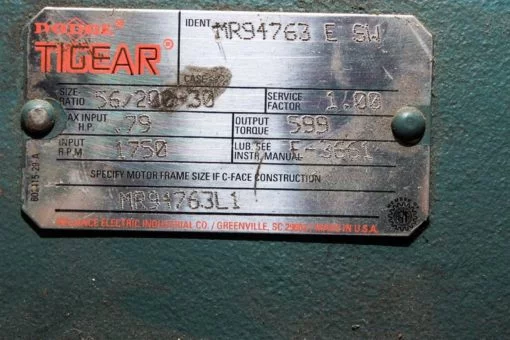 DODGE®
TIGEAR®
IDENT MR94763 E SW
CASE
SIZE RATIO 56/200-30 SERVICE FACTOR 1.00
AX INPUT H.P. .79 OUTPUT TORQUE 599
INPUT R.P.M 1750 LUB. SEE INSTR. MANUAL E-3661
SPECIFY MOTOR FRAME SIZE IF C-FACE CONSTRUCTION
MR94763L1
RELIANCE ELECTRIC INDUSTRIAL CO. / GREENVILLE, SC / MADE IN U.S.A.